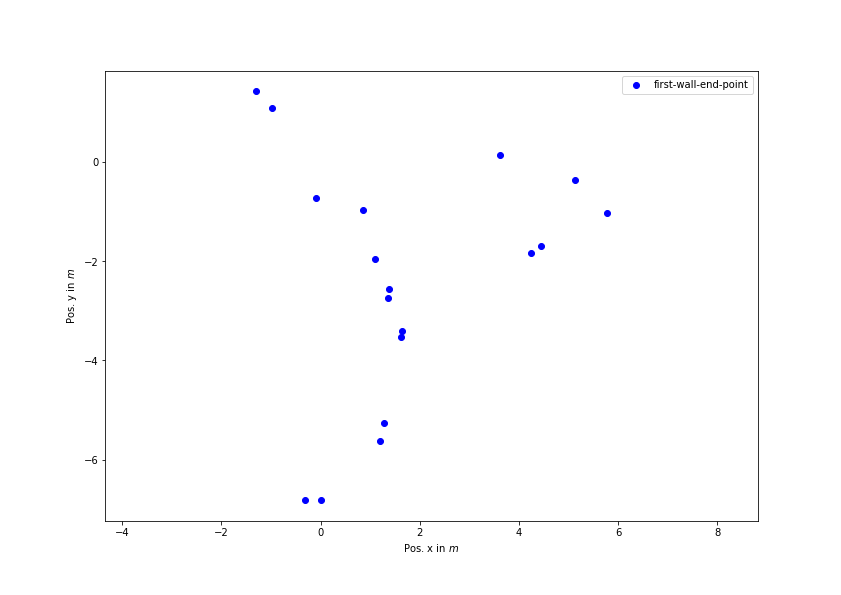 first-wall-end-point
0
−2
−4
−6
Pos. y in m
−4 −2 0 2 4 6 8
Pos. x in m